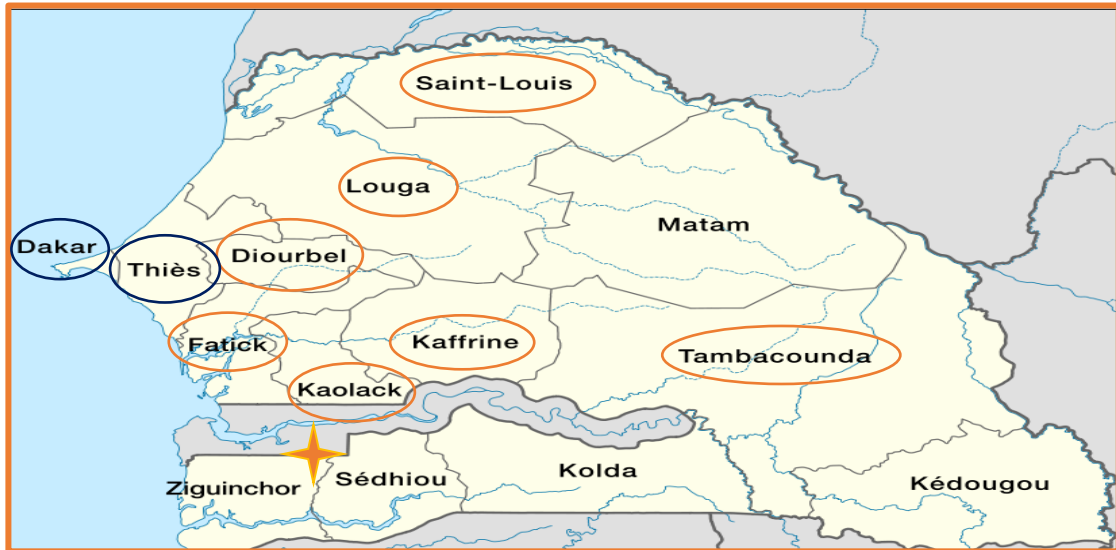 Saint-Louis
Louga
Matam
Dakar
Thiès
Diourbel
Fatick
Kaffrine
Tambacounda
Kaolack
Ziguinchor
Sédhiou
Kolda
Kédougou